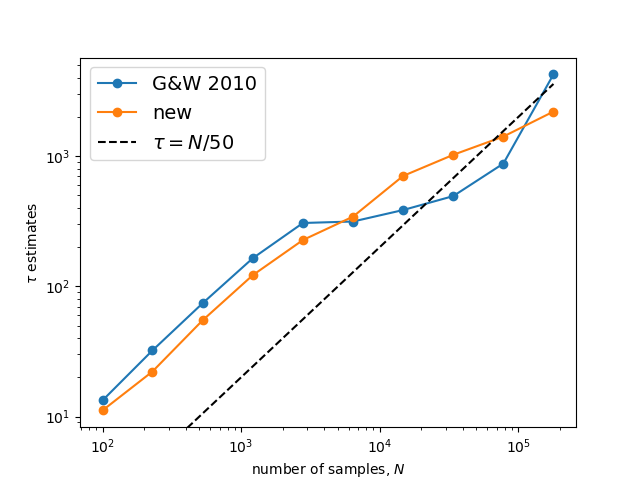 G&W 2010
new
τ = N/50
10³
10²
10¹
τ estimates
10² 10³ 10⁴ 10⁵
number of samples, N